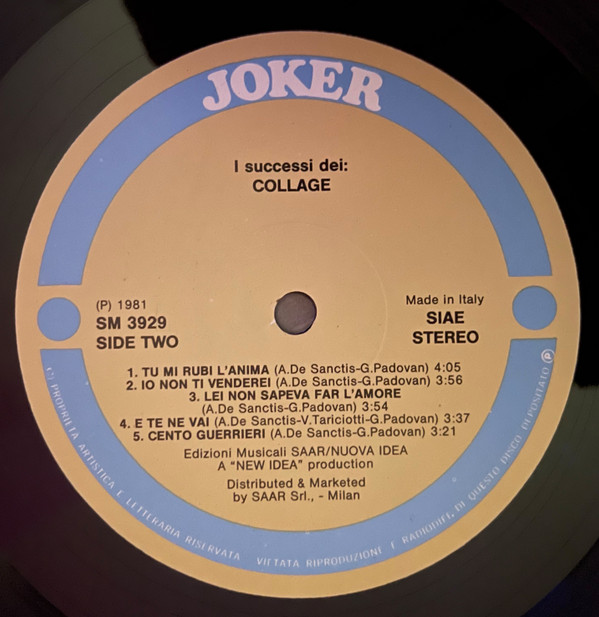 JOKER
I successi dei:
COLLAGE
(P) 1981
SM 3929
SIDE TWO
Made in Italy
SIAE
STEREO
1. TU MI RUBI L'ANIMA (A.De Sanctis-G.Padovan) 4:05
2. IO NON TI VENDEREI (A.De Sanctis-G.Padovan) 3:56
3. LEI NON SAPEVA FAR L'AMORE
(A.De Sanctis-G.Padovan) 3:54
4. E TE NE VAI (A.De Sanctis-V.Tariciotti-G.Padovan) 3:37
5. CENTO GUERRIERI (A.De Sanctis-G.Padovan) 3:21
Edizioni Musicali SAAR/NUOVA IDEA
A "NEW IDEA" production
Distributed & Marketed
by SAAR Srl., - Milan
(C) PROPRIETA ARTISTICA E LETTERARIA RISERVATA VIETATA RIPRODUZIONI E RADIODIFF. DI QUESTO DISCO DEPOSITATO (P)